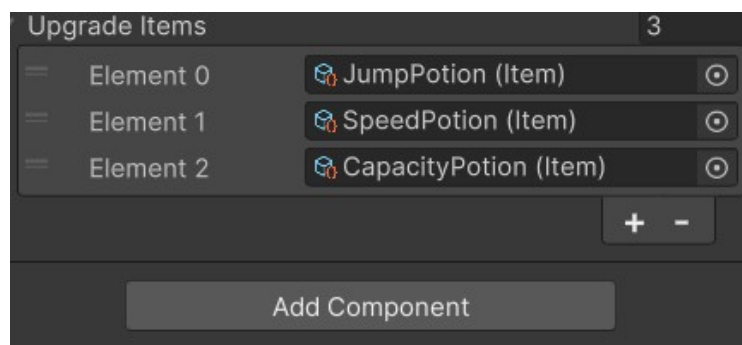 Upgrade Items 3
Element 0 JumpPotion (Item)
Element 1 SpeedPotion (Item)
Element 2 CapacityPotion (Item)
+ -
Add Component